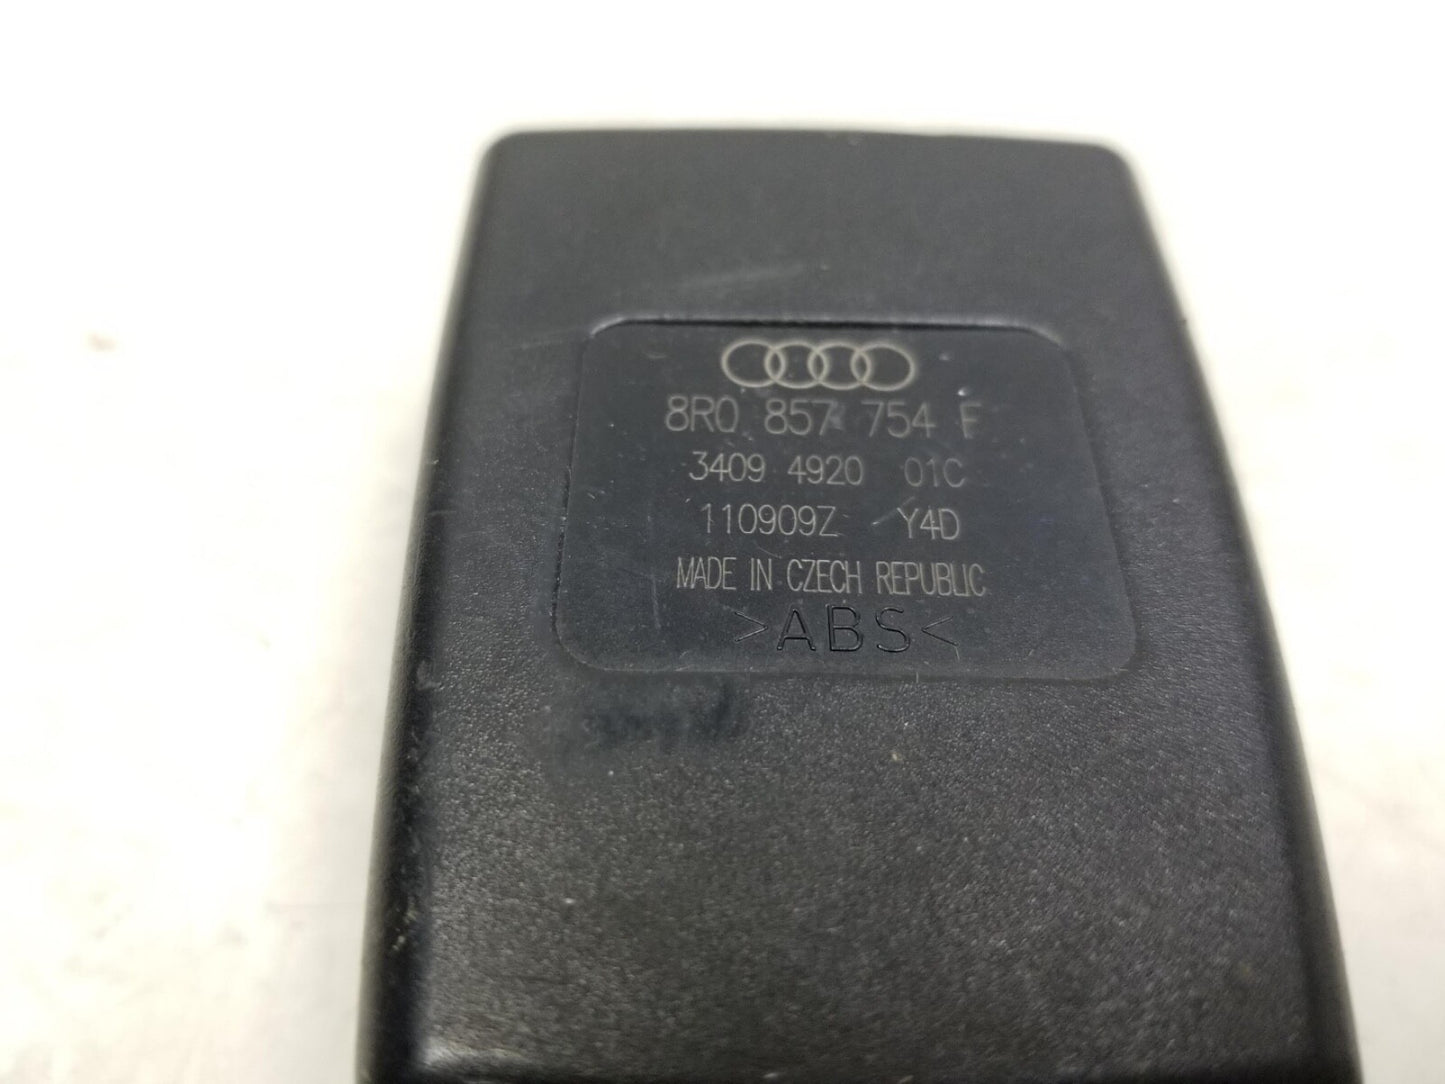 8R0 857 754 F
3409 4920 01C
110909Z Y4D
MADE IN CZECH REPUBLIC
>ABS<